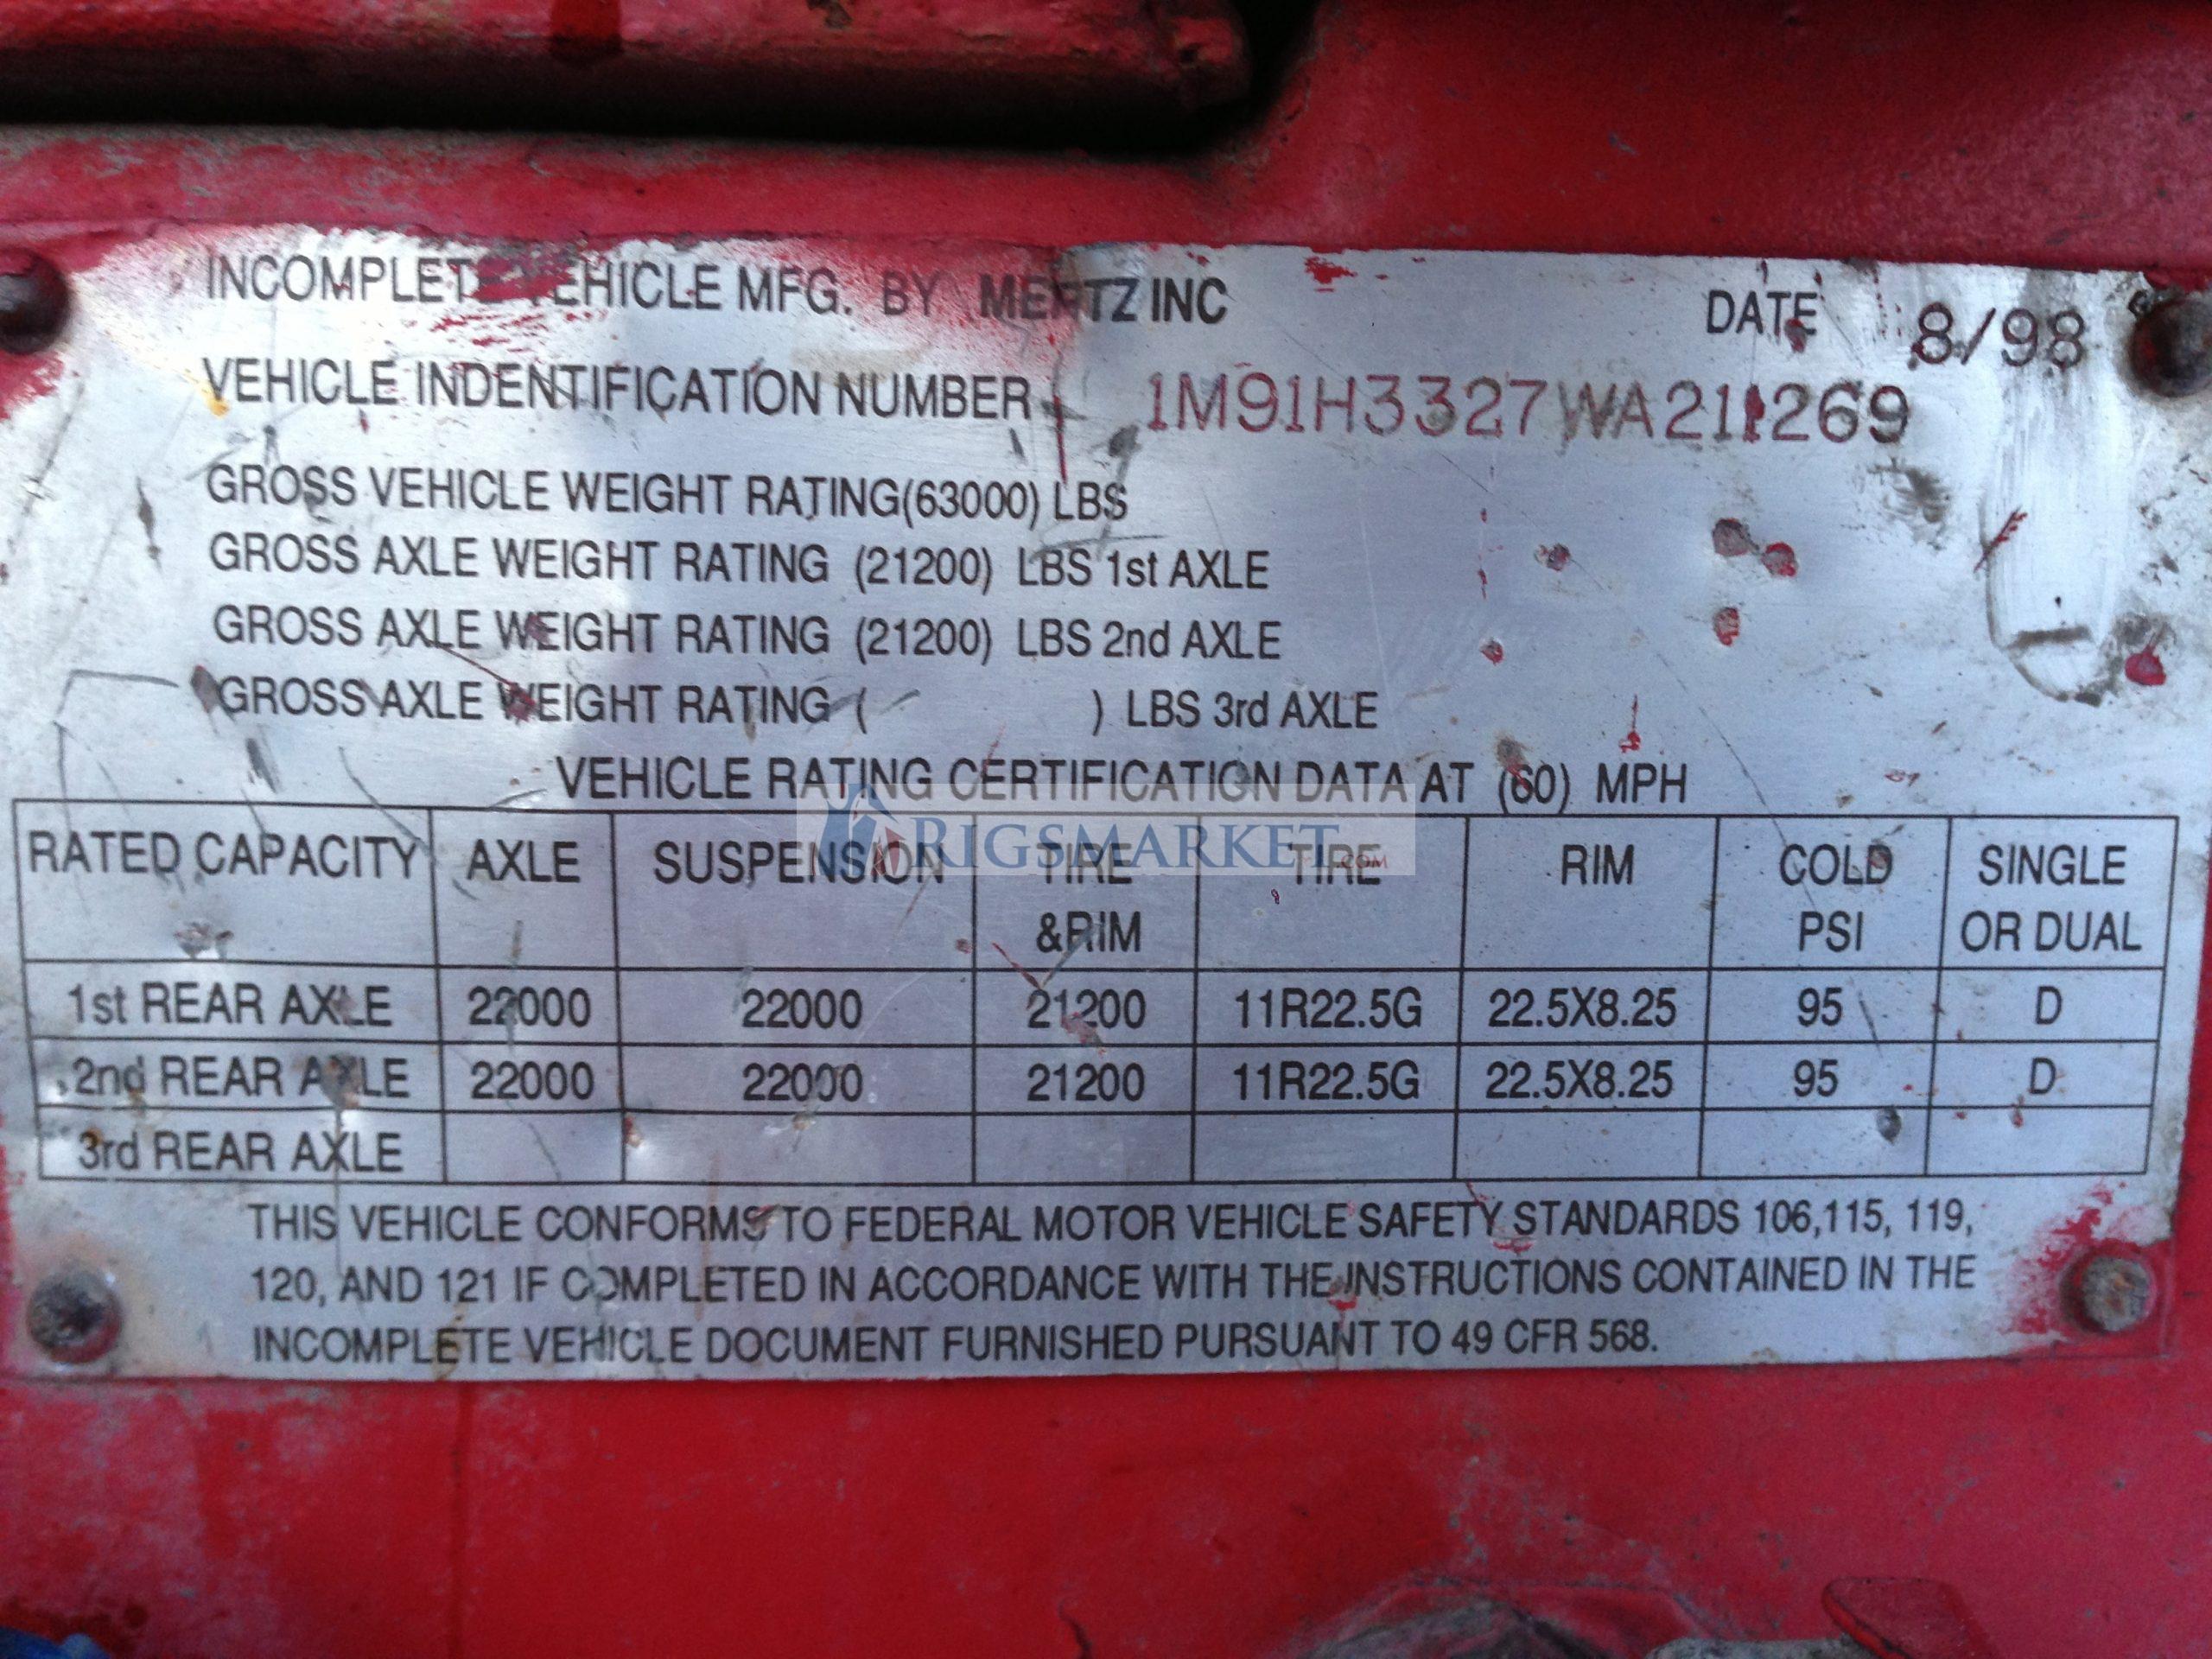 INCOMPLETE VEHICLE MFG. BY MERTZ INC DATE 8/98
VEHICLE INDENTIFICATION NUMBER 1M91H3327WA211269
GROSS VEHICLE WEIGHT RATING(63000) LBS
GROSS AXLE WEIGHT RATING (21200) LBS 1st AXLE
GROSS AXLE WEIGHT RATING (21200) LBS 2nd AXLE
GROSS AXLE WEIGHT RATING ( ) LBS 3rd AXLE
VEHICLE RATING CERTIFICATION DATA AT (60) MPH
RIGSMARKET.COM
RATED CAPACITY AXLE SUSPENSION TIRE TIRE RIM COLD SINGLE
&RIM PSI OR DUAL
1st REAR AXLE 22000 22000 21200 11R22.5G 22.5X8.25 95 D
2nd REAR AXLE 22000 22000 21200 11R22.5G 22.5X8.25 95 D
3rd REAR AXLE
THIS VEHICLE CONFORMS TO FEDERAL MOTOR VEHICLE SAFETY STANDARDS 106,115, 119,
120, AND 121 IF COMPLETED IN ACCORDANCE WITH THE INSTRUCTIONS CONTAINED IN THE
INCOMPLETE VEHICLE DOCUMENT FURNISHED PURSUANT TO 49 CFR 568.